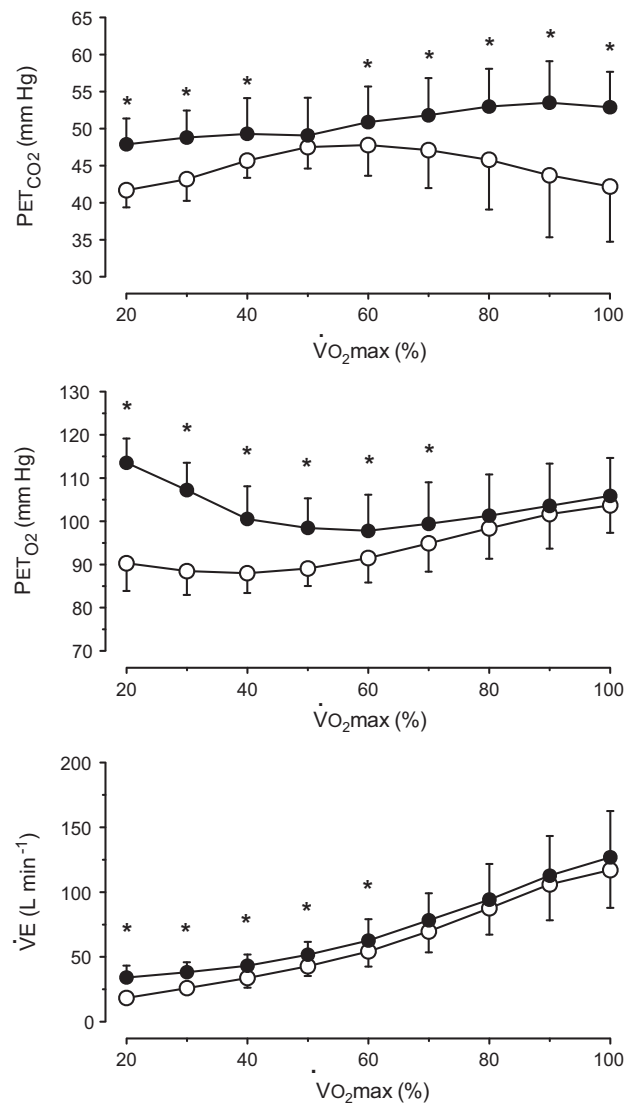 65
60
55
50
45
40
35
30
PET_CO2 (mm Hg)
* * * * * * * *
20 40 60 80 100
V̇O₂max (%)
130
120
110
100
90
80
70
PET_O2 (mm Hg)
* * * * * *
20 40 60 80 100
V̇O₂max (%)
200
150
100
50
0
V̇E (L min⁻¹)
* * * * *
20 40 60 80 100
V̇O₂max (%)